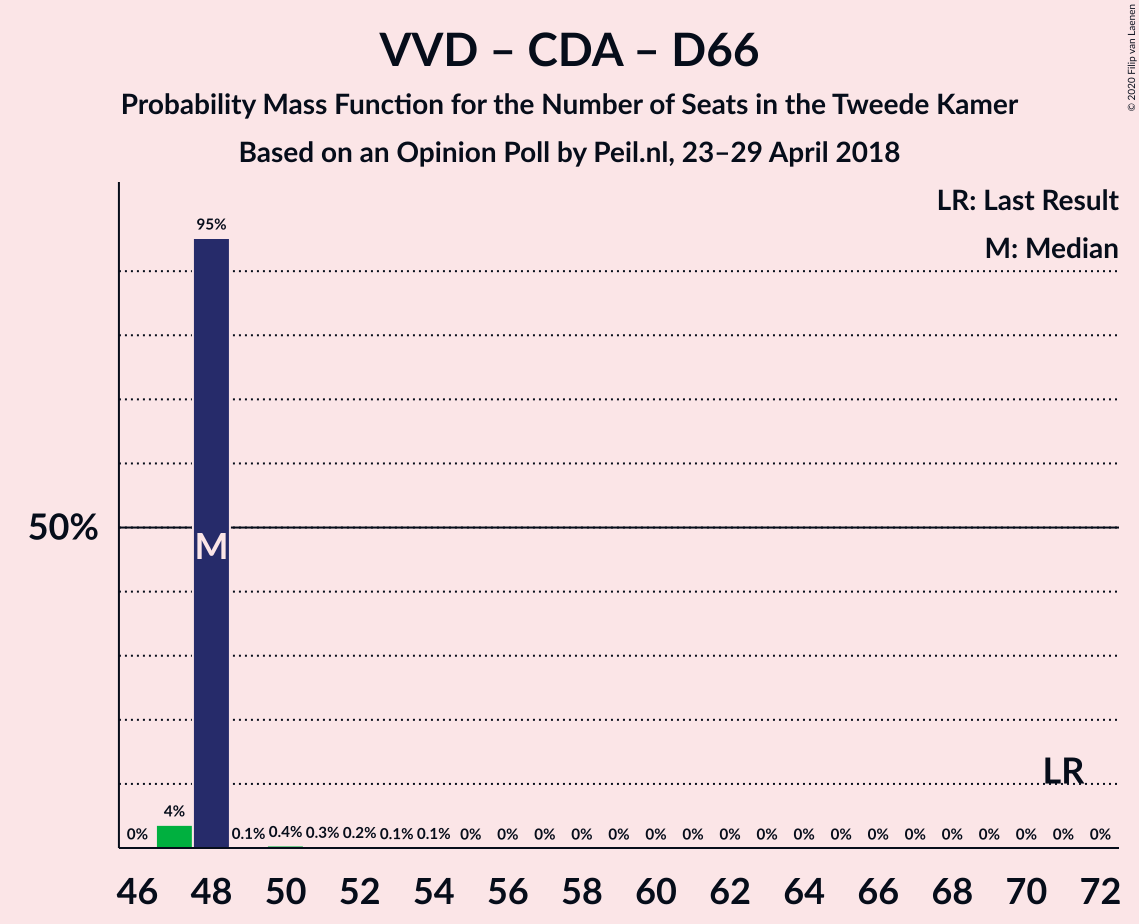 VVD – CDA – D66
Probability Mass Function for the Number of Seats in the Tweede Kamer
Based on an Opinion Poll by Peil.nl, 23–29 April 2018
© 2020 Filip van Laenen
LR: Last Result
M: Median
95%
50%
M
LR
0% 4% 0.1% 0.4% 0.3% 0.2% 0.1% 0.1% 0% 0% 0% 0% 0% 0% 0% 0% 0% 0% 0% 0% 0% 0% 0% 0% 0% 0%
46 48 50 52 54 56 58 60 62 64 66 68 70 72